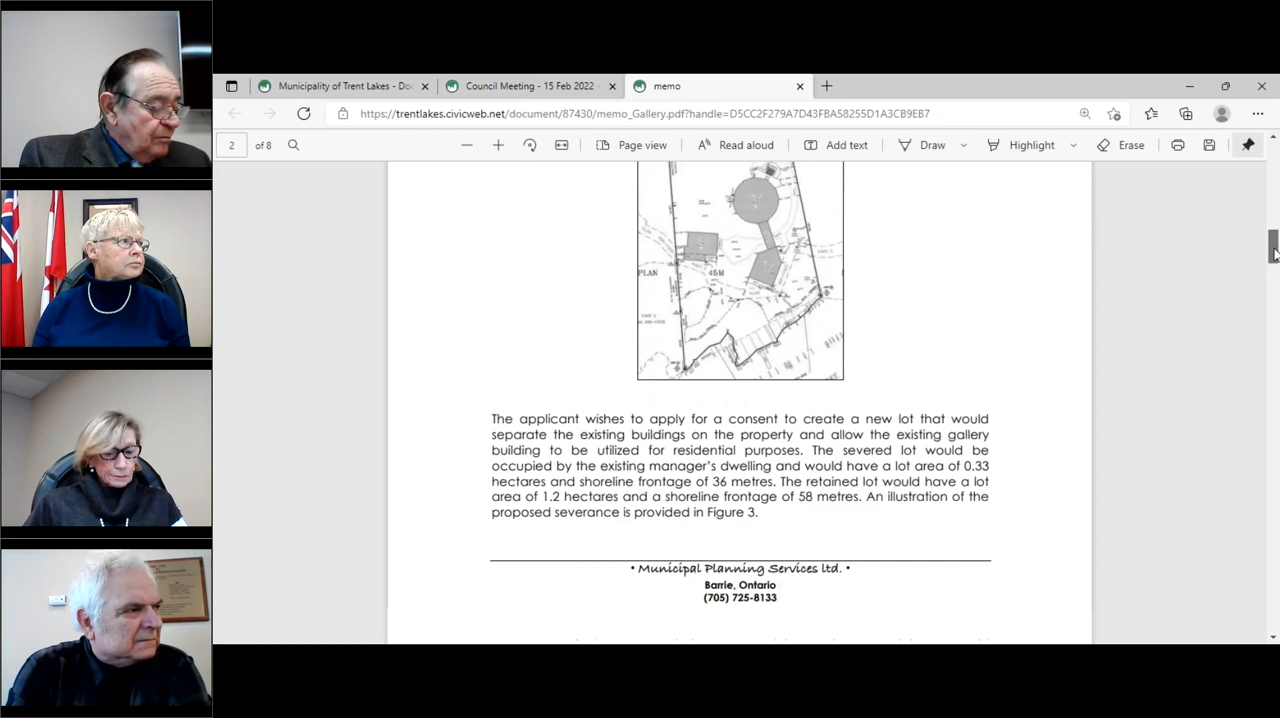 Municipality of Trent Lakes - Doc
Council Meeting - 15 Feb 2022 -
memo
https://trentlakes.civicweb.net/document/87430/memo_Gallery.pdf?handle=D5CC2F279A7D43FBA58255D1A3CB9EB7
2 of 8
Page view
Read aloud
Add text
Draw
Highlight
Erase
PLAN 45M
The applicant wishes to apply for a consent to create a new lot that would
separate the existing buildings on the property and allow the existing gallery
building to be utilized for residential purposes. The severed lot would be
occupied by the existing manager's dwelling and would have a lot area of 0.33
hectares and shoreline frontage of 36 metres. The retained lot would have a lot
area of 1.2 hectares and a shoreline frontage of 58 metres. An illustration of the
proposed severance is provided in Figure 3.
• Municipal Planning Services Ltd. •
Barrie, Ontario
(705) 725-8133